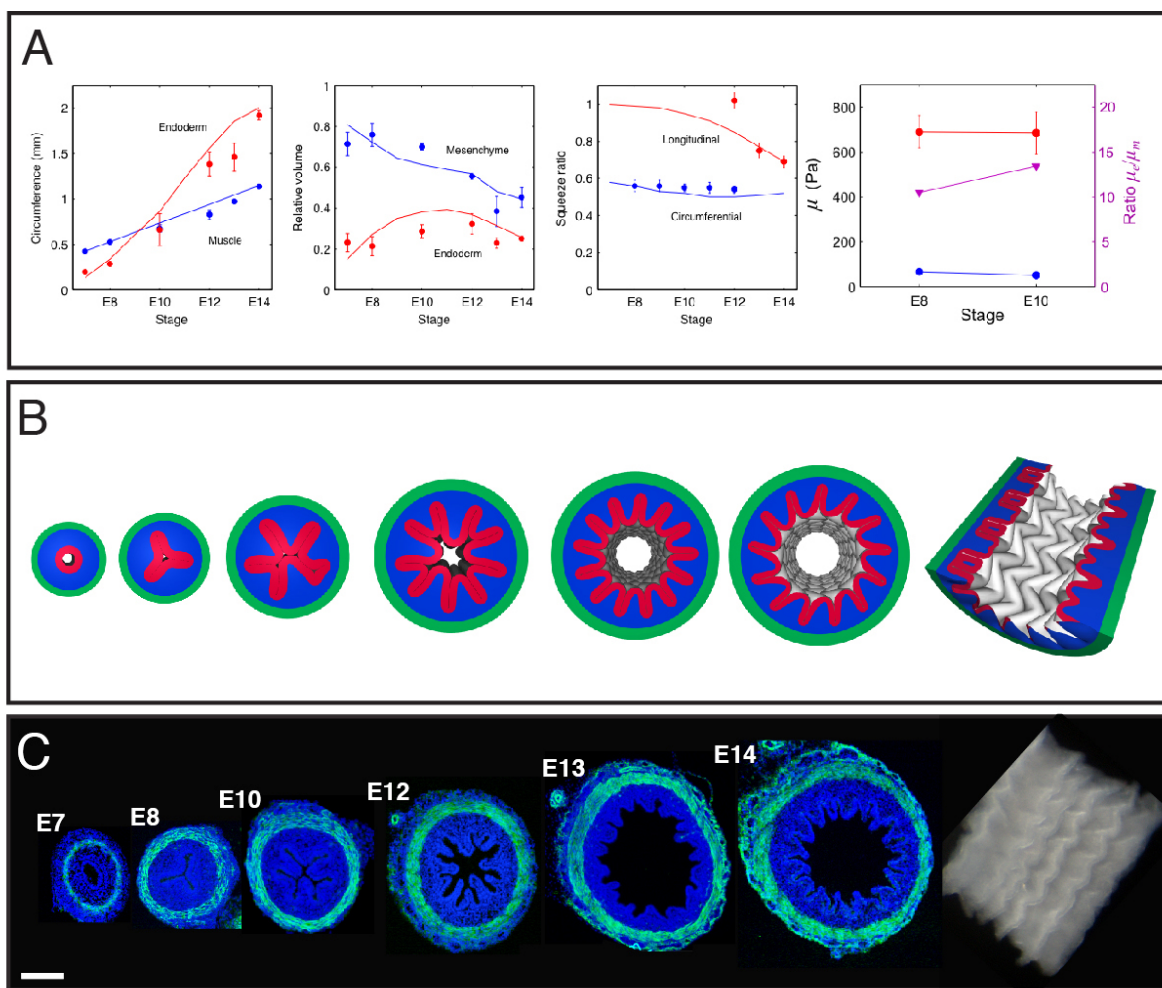 A
Circumference (mm)
2
1.5
1
0.5
0
Endoderm
Muscle
E8 E10 E12 E14
Stage
Relative volume
1
0.8
0.6
0.4
0.2
0
Mesenchyme
Endoderm
E8 E10 E12 E14
Stage
Squeeze ratio
1
0.8
0.6
0.4
0.2
0
Longitudinal
Circumferential
E8 E10 E12 E14
Stage
μ (Pa)
800
600
400
200
0
E8 E10
Stage
20
15
10
5
0
Ratio μe/μm
B
C
E7
E8
E10
E12
E13
E14